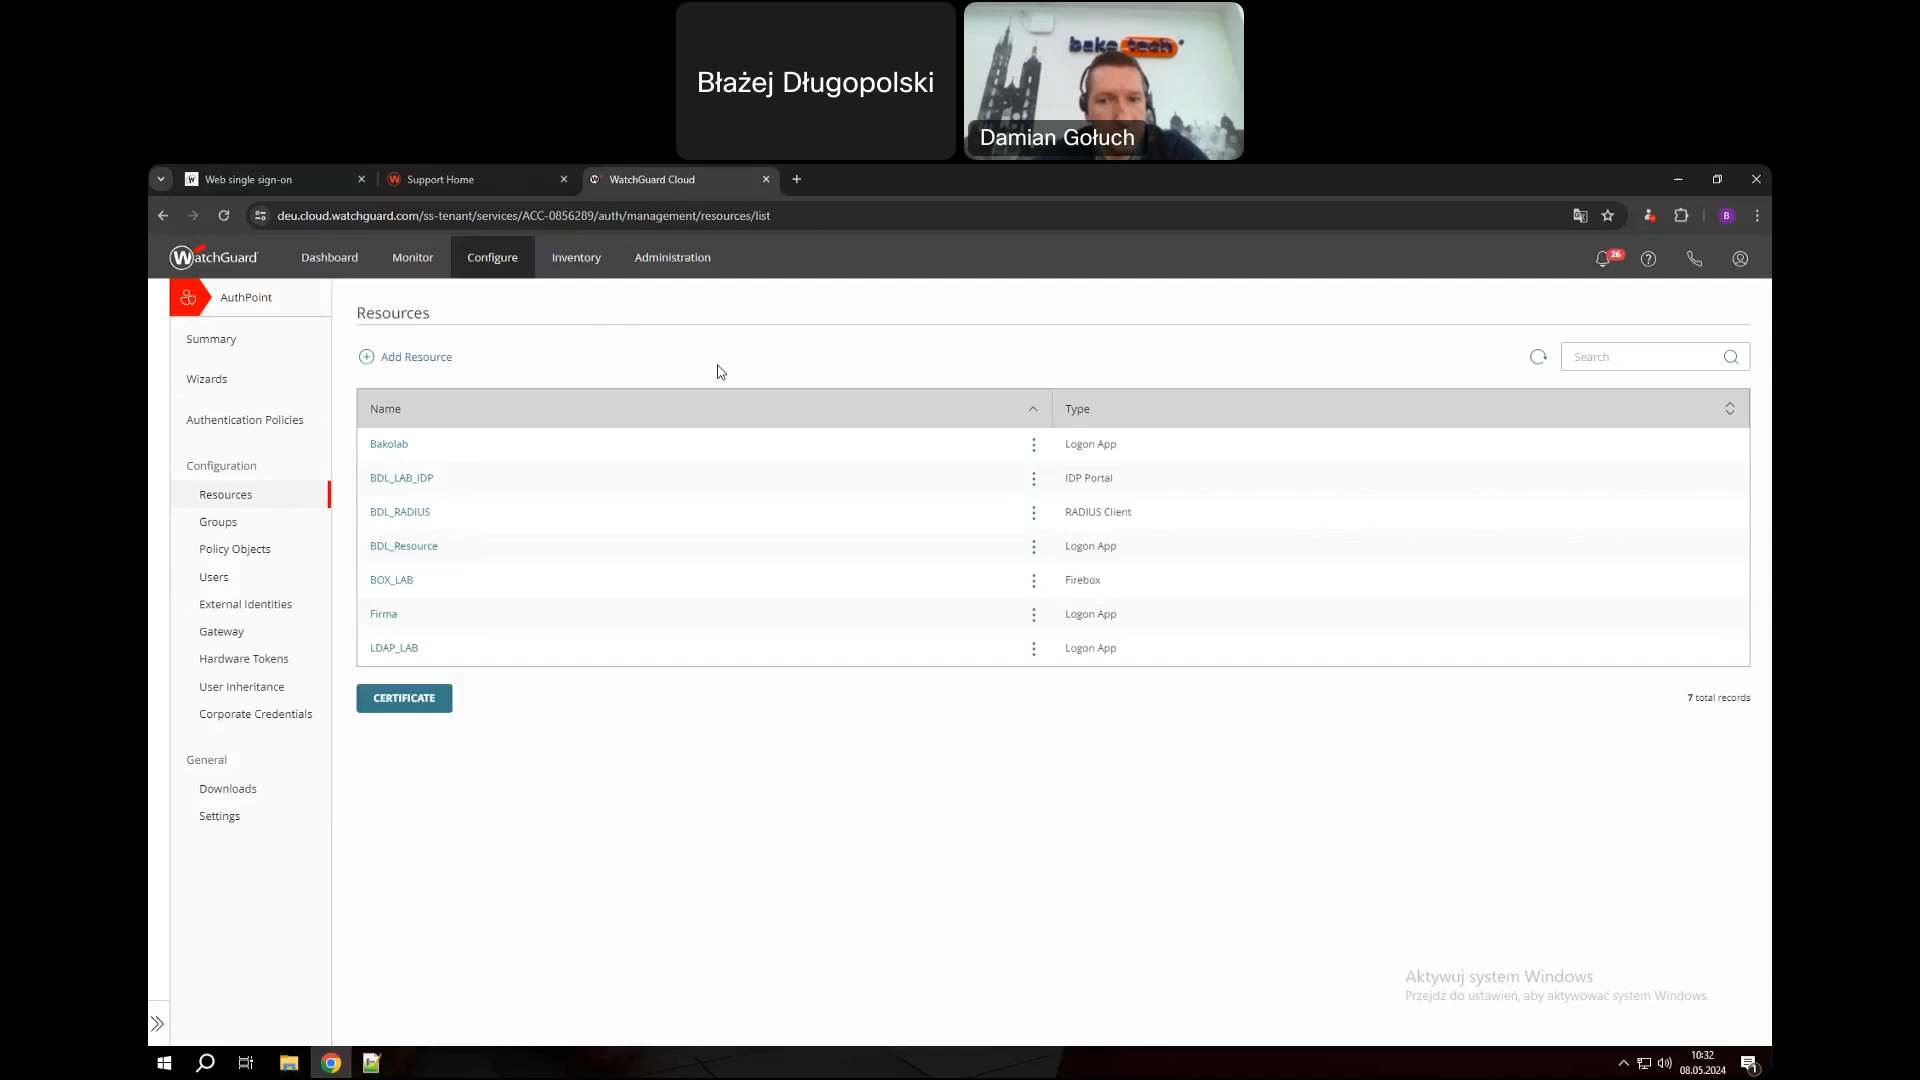 Błażej Długopolski
bakotech
Damian Gołuch
Web single sign-on
Support Home
WatchGuard Cloud
deu.cloud.watchguard.com/ss-tenant/services/ACC-0856289/auth/management/resources/list
B
WatchGuard
Dashboard
Monitor
Configure
Inventory
Administration
26
AuthPoint
Summary
Wizards
Authentication Policies
Configuration
Resources
Groups
Policy Objects
Users
External Identities
Gateway
Hardware Tokens
User Inheritance
Corporate Credentials
General
Downloads
Settings
Resources
Add Resource
Search
Name Type
Bakolab Logon App
BDL_LAB_IDP IDP Portal
BDL_RADIUS RADIUS Client
BDL_Resource Logon App
BOX_LAB Firebox
Firma Logon App
LDAP_LAB Logon App
CERTIFICATE
7 total records
Aktywuj system Windows
Przejdź do ustawień, aby aktywować system Windows.
10:32
08.05.2024
1